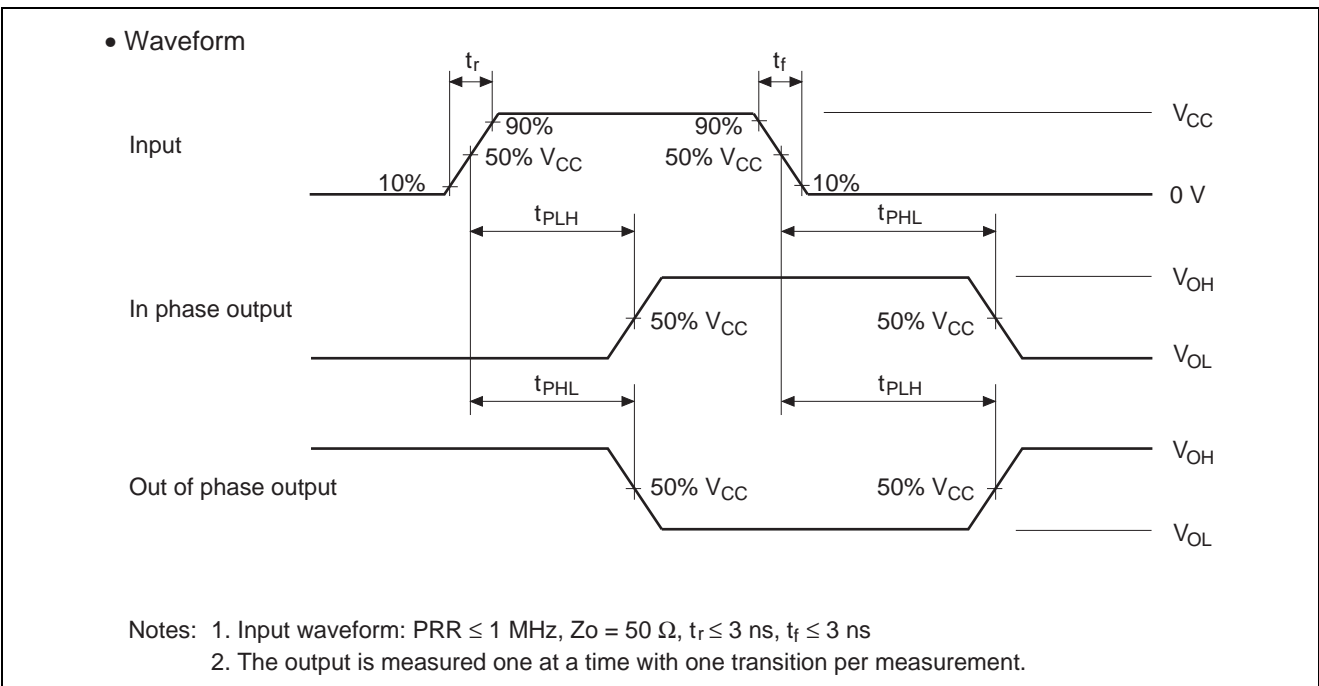 • Waveform
tr
tf
Input
90%
90%
VCC
50% VCC
50% VCC
10%
10%
0 V
tPLH
tPHL
In phase output
VOH
50% VCC
50% VCC
VOL
tPHL
tPLH
VOH
Out of phase output
50% VCC
50% VCC
VOL
Notes: 1. Input waveform: PRR ≤ 1 MHz, Zo = 50 Ω, tr ≤ 3 ns, tf ≤ 3 ns
2. The output is measured one at a time with one transition per measurement.